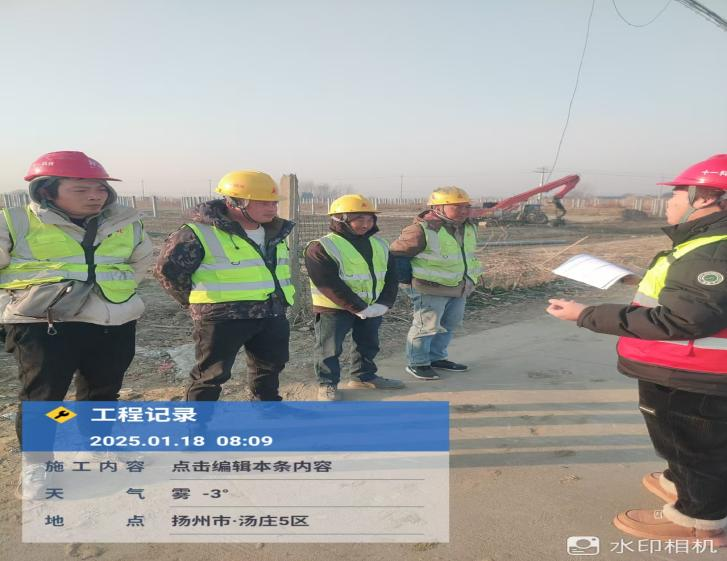 工程记录
2025.01.18 08:09
施工内容 点击编辑本条内容
天气 雾 -3°
地点 扬州市·汤庄5区
水印相机